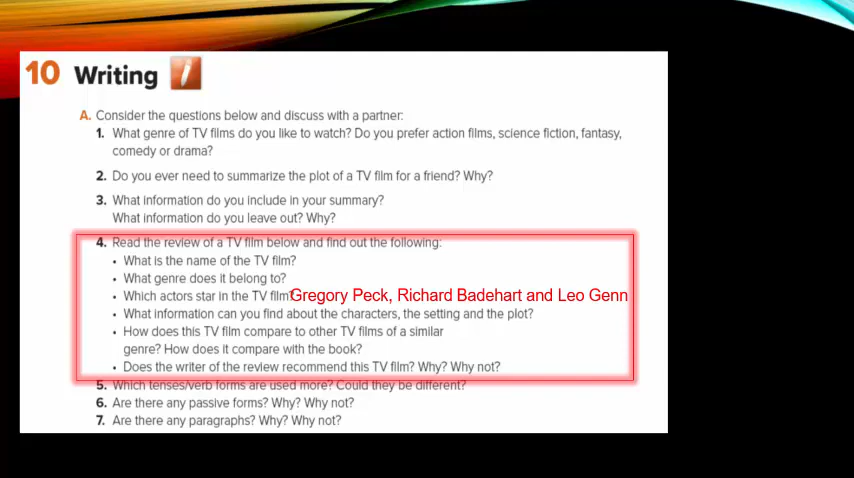 10 Writing
A. Consider the questions below and discuss with a partner:
1. What genre of TV films do you like to watch? Do you prefer action films, science fiction, fantasy,
comedy or drama?
2. Do you ever need to summarize the plot of a TV film for a friend? Why?
3. What information do you include in your summary?
What information do you leave out? Why?
4. Read the review of a TV film below and find out the following:
• What is the name of the TV film?
• What genre does it belong to?
• Which actors star in the TV film? Gregory Peck, Richard Badehart and Leo Genn
• What information can you find about the characters, the setting and the plot?
• How does this TV film compare to other TV films of a similar
genre? How does it compare with the book?
• Does the writer of the review recommend this TV film? Why? Why not?
5. Which tenses/verb forms are used more? Could they be different?
6. Are there any passive forms? Why? Why not?
7. Are there any paragraphs? Why? Why not?